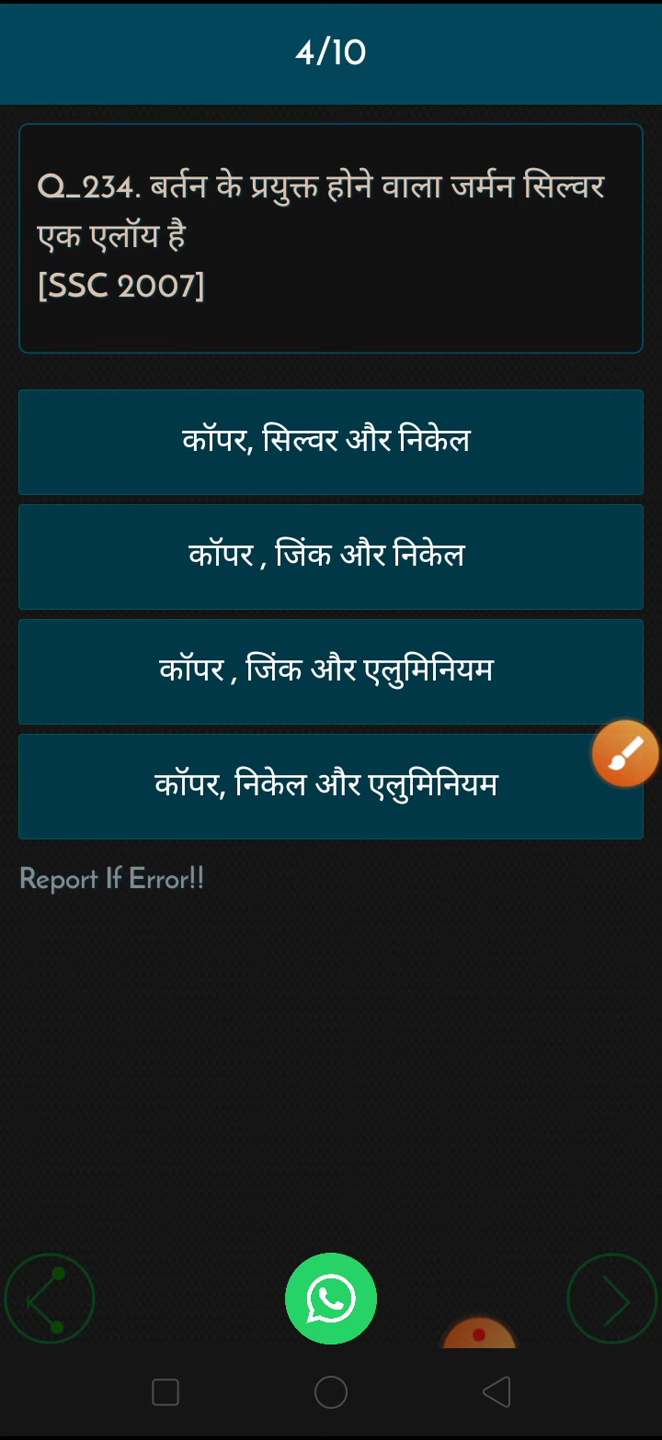 4/10
Q_234. बर्तन के प्रयुक्त होने वाला जर्मन सिल्वर
एक एलॉय है
[SSC 2007]
कॉपर, सिल्वर और निकेल
कॉपर , जिंक और निकेल
कॉपर , जिंक और एलुमिनियम
कॉपर, निकेल और एलुमिनियम
Report If Error!!